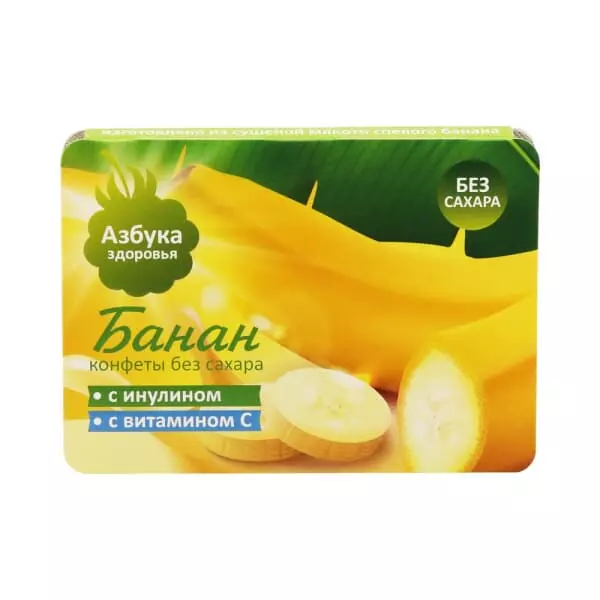 изготовлено из сушеной мякоти спелого банана
БЕЗ
САХАРА
Азбука
здоровья
Банан
конфеты без сахара
• с инулином
• с витамином С